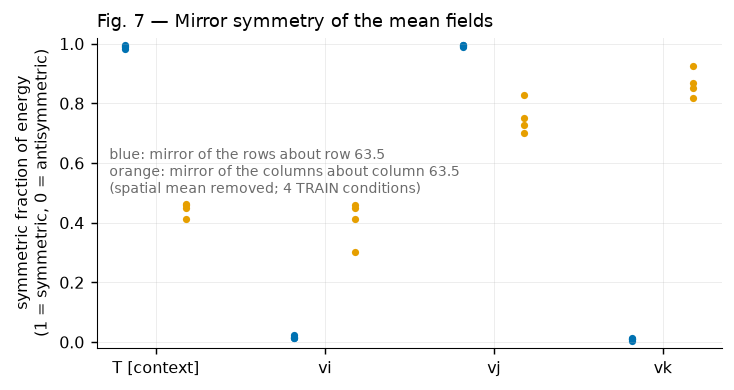 Fig. 7 — Mirror symmetry of the mean fields
symmetric fraction of energy
(1 = symmetric, 0 = antisymmetric)
1.0
0.8
0.6
0.4
0.2
0.0
blue: mirror of the rows about row 63.5
orange: mirror of the columns about column 63.5
(spatial mean removed; 4 TRAIN conditions)
T [context]
vi
vj
vk